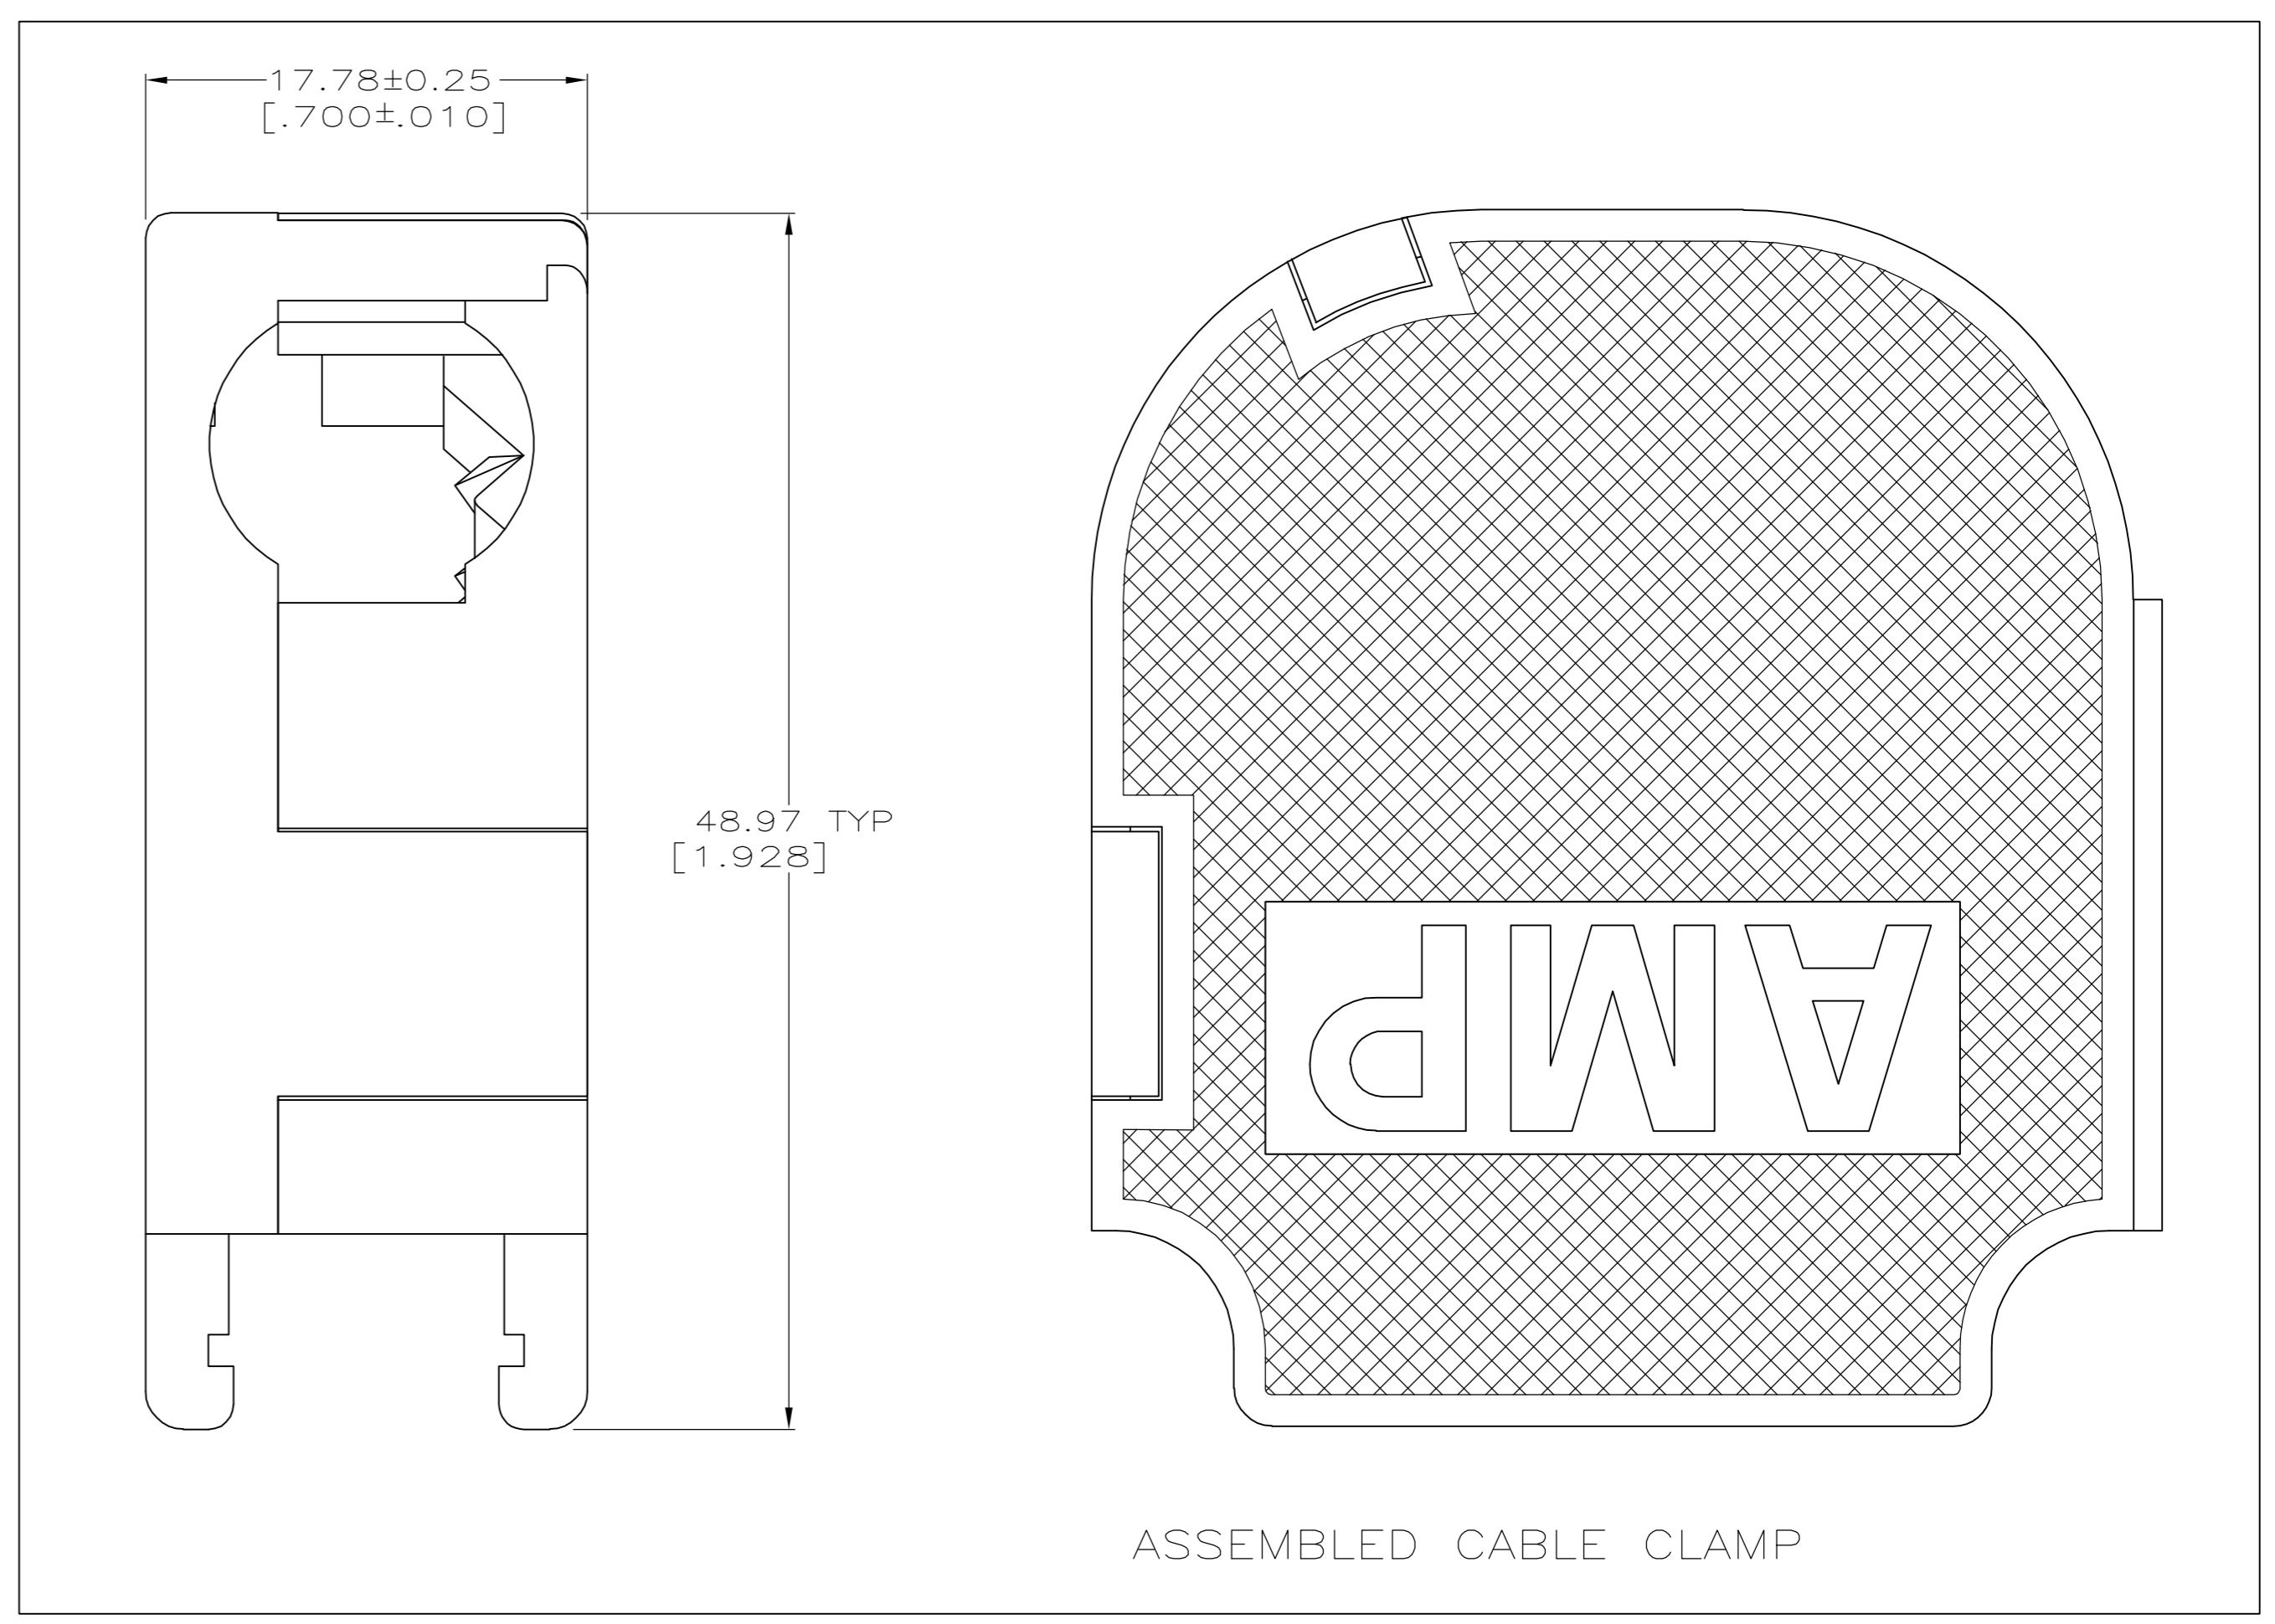 17.78±0.25
[.700±.010]
48.97 TYP
[1.928]
AMP
ASSEMBLED CABLE CLAMP